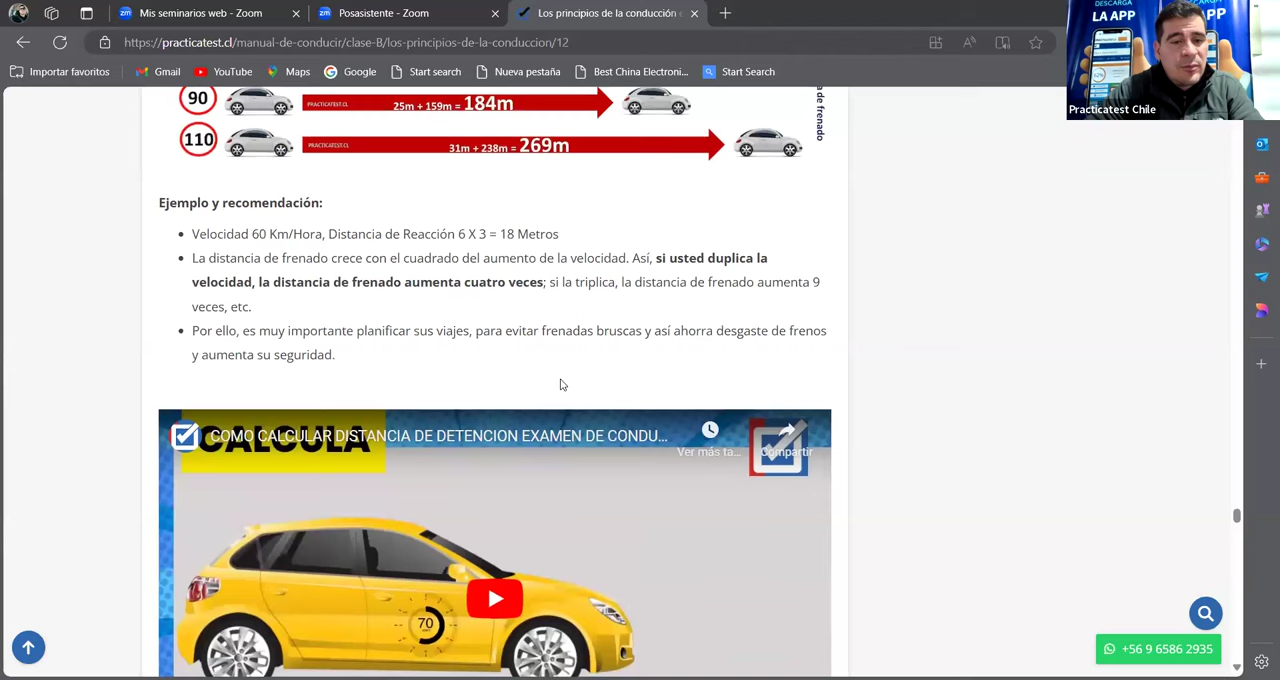 Mis seminarios web - Zoom
Posasistente - Zoom
Los principios de la conducción e
https://practicatest.cl/manual-de-conducir/clase-B/los-principios-de-la-conduccion/12
Importar favoritos
Gmail
YouTube
Maps
Google
Start search
Nueva pestaña
Best China Electroni...
Start Search
DESCARGA
LA APP
Practicatest Chile
90
PRACTICATEST.CL
25m + 159m = 184m
110
PRACTICATEST.CL
31m + 238m = 269m
a de frenado
Ejemplo y recomendación:
Velocidad 60 Km/Hora, Distancia de Reacción 6 X 3 = 18 Metros
La distancia de frenado crece con el cuadrado del aumento de la velocidad. Así, si usted duplica la
velocidad, la distancia de frenado aumenta cuatro veces; si la triplica, la distancia de frenado aumenta 9
veces, etc.
Por ello, es muy importante planificar sus viajes, para evitar frenadas bruscas y así ahorra desgaste de frenos
y aumenta su seguridad.
COMO CALCULAR DISTANCIA DE DETENCION EXAMEN DE CONDU...
CALCULA
Ver más ta...
Compartir
70
+56 9 6586 2935